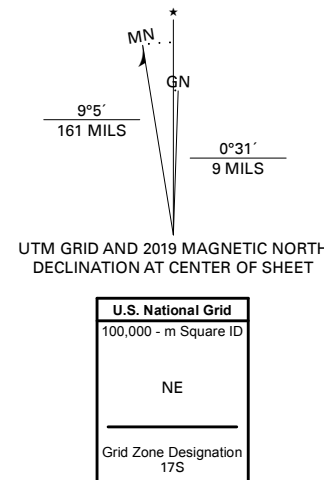 ★
MN
GN
9°5´
161 MILS
0°31´
9 MILS
UTM GRID AND 2019 MAGNETIC NORTH
DECLINATION AT CENTER OF SHEET
U.S. National Grid
100,000 - m Square ID
NE
Grid Zone Designation
17S